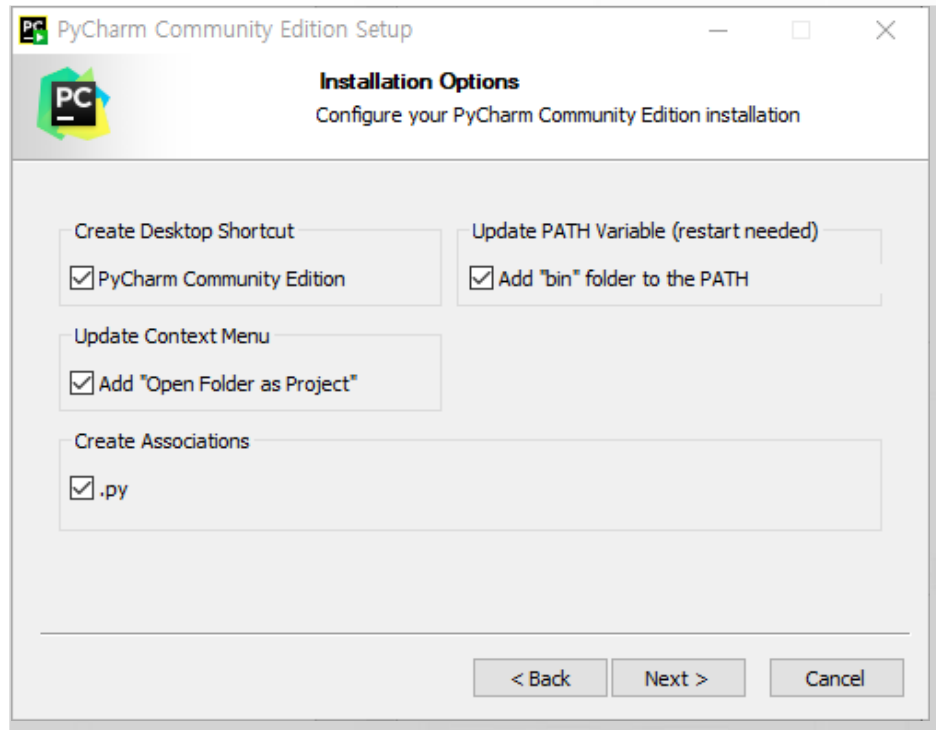 PyCharm Community Edition Setup
PC
Installation Options
Configure your PyCharm Community Edition installation
Create Desktop Shortcut
PyCharm Community Edition
Update PATH Variable (restart needed)
Add "bin" folder to the PATH
Update Context Menu
Add "Open Folder as Project"
Create Associations
.py
< Back
Next >
Cancel